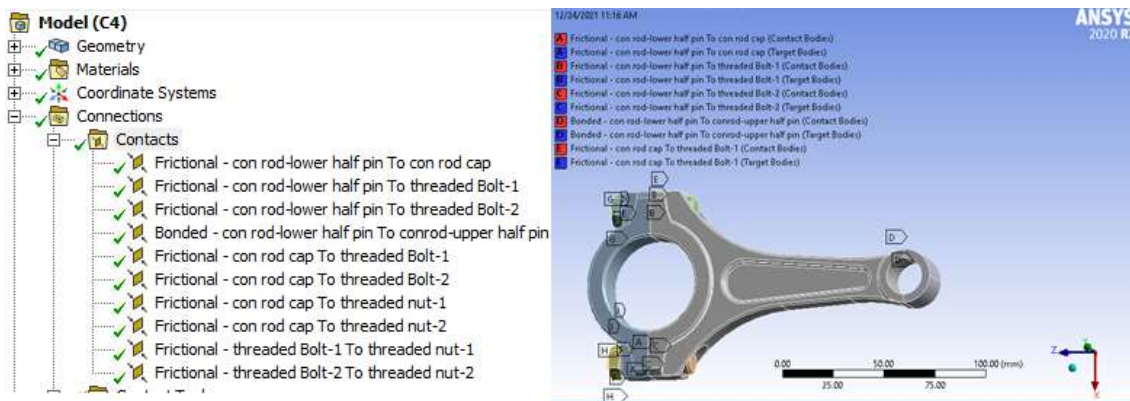 Model (C4)
Geometry
Materials
Coordinate Systems
Connections
Contacts
Frictional - con rod-lower half pin To con rod cap
Frictional - con rod-lower half pin To threaded Bolt-1
Frictional - con rod-lower half pin To threaded Bolt-2
Bonded - con rod-lower half pin To conrod-upper half pin
Frictional - con rod cap To threaded Bolt-1
Frictional - con rod cap To threaded Bolt-2
Frictional - con rod cap To threaded nut-1
Frictional - con rod cap To threaded nut-2
Frictional - threaded Bolt-1 To threaded nut-1
Frictional - threaded Bolt-2 To threaded nut-2
12/24/2021 11:16 AM
ANSYS
2020 R
A Frictional - con rod-lower half pin To con rod cap (Contact Bodies)
A Frictional - con rod-lower half pin To con rod cap (Target Bodies)
B Frictional - con rod-lower half pin To threaded Bolt-1 (Contact Bodies)
B Frictional - con rod-lower half pin To threaded Bolt-1 (Target Bodies)
C Frictional - con rod-lower half pin To threaded Bolt-2 (Contact Bodies)
C Frictional - con rod-lower half pin To threaded Bolt-2 (Target Bodies)
D Bonded - con rod-lower half pin To conrod-upper half pin (Contact Bodies)
D Bonded - con rod-lower half pin To conrod-upper half pin (Target Bodies)
E Frictional - con rod cap To threaded Bolt-1 (Contact Bodies)
E Frictional - con rod cap To threaded Bolt-1 (Target Bodies)
E
G
B
D
A
C
H
H
0.00 50.00 100.00 (mm)
25.00 75.00
Z
Y
X